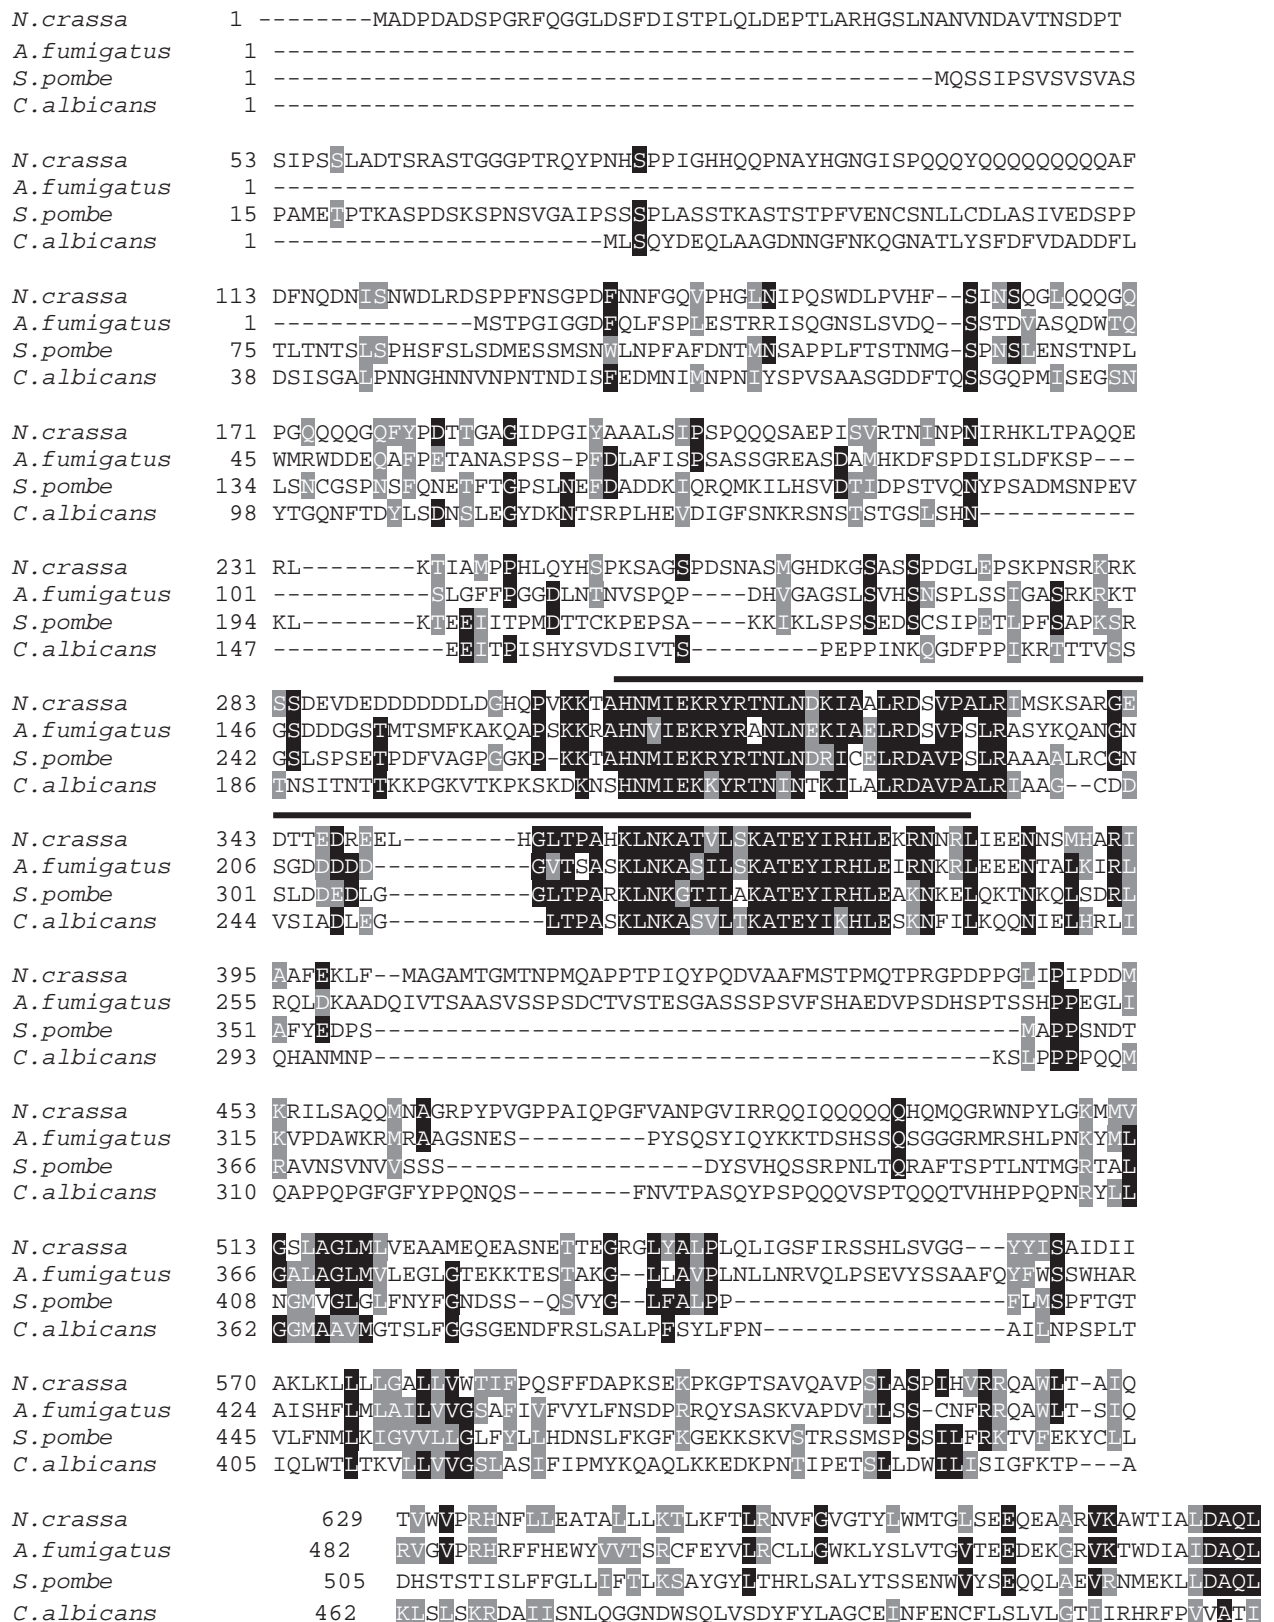 N.crassa 1 --------MADPDADSPGRFQGGLDSFDISTPLQLDEPTLARHGSLNANVNDAVTNSDPT
A.fumigatus 1 ------------------------------------------------------------
S.pombe 1 ----------------------------------------------MQSSIPSVSVSVAS
C.albicans 1 ------------------------------------------------------------
N.crassa 53 SIPSSLADTSRASTGGGPTRQYPNHSPPIGHHQQPNAYHGNGISPQQQYQQQQQQQQQAF
A.fumigatus 1 ------------------------------------------------------------
S.pombe 15 PAMETPTKASPDSKSPNSVGAIPSSSPLASSTKASTSTPFVENCSNLLCDLASIVEDSPP
C.albicans 1 -----------------------MLSQYDEQLAAGDNNGFNKQGNATLYSFDFVDADDFL
N.crassa 113 DFNQDNISNWDLRDSPPFNSGPDFNNFGQVPHGLNIPQSWDLPVHF--SINSQGLQQQGQ
A.fumigatus 1 --------------MSTPGIGGDFQLFSPLESTRRISQGNSLSVDQ--SSTDVASQDWTQ
S.pombe 75 TLTNTSLSPHSFSLSDMESSMSNWLNPFAFDNTMNSAPPLFTSTNMG-SPNSLENSTNPL
C.albicans 38 DSISGALPNNGHNNVNPNTNDISFEDMNIMNPNIYSPVSAASGDDFTQSSGQPMISEGSN
N.crassa 171 PGQQQQGQFYPDTTGAGIDPGIYAAALSIPSPQQQSAEPISVRTNINPNIRHKLTPAQQE
A.fumigatus 45 WMRWDDEQAFPETANASPSS-PFDLAFISPSASSGREASDAMHKDFSPDISLDFKSP---
S.pombe 134 LSNCGSPNSFQNETFTGPSLNEFDADDKIQRQMKILHSVDTIDPSTVQNYPSADMSNPEV
C.albicans 98 YTGQNFTDYLSDNSLEGYDKNTSRPLHEVDIGFSNKRSNSTSTGSLSHN-----------
N.crassa 231 RL--------KTIAMPPHLQYHSPKSAGSPDSNASMGHDKGSASSPDGLEPSKPNSRKRK
A.fumigatus 101 -----------SLGFFPGGDLNTNVSPQP----DHVGAGSLSVHSNSPLSSIGASRKRKT
S.pombe 194 KL--------KTEEIITPMDTTCKPEPSA----KKIKLSPSSEDSCSIPETLPFSAPKSR
C.albicans 147 ------------EEITPISHYSVDSIVTS---------PEPPINKQGDFPPIKRTTTVSS
N.crassa 283 SSDEVDEDDDDDDLDGHQPVKKTAHNMIEKRYRTNLNDKIAALRDSVPALRIMSKSARGE
A.fumigatus 146 GSDDDGSTMTSMFKAKQAPSKKRAHNVIEKRYRANLNEKIAELRDSVPSLRASYKQANGN
S.pombe 242 GSLSPSETPDFVAGPGGKP-KKTAHNMIEKRYRTNLNDRICELRDAVPSLRAAAALRCGN
C.albicans 186 TNSITNTTKKPGKVTKPKSKDKNSHNMIEKKYRTNINTKILALRDAVPALRIAAG--CDD
N.crassa 343 DTTEDREEL--------HGLTPAHKLNKATVLSKATEYIRHLEKRNNRLIEENNSMHARI
A.fumigatus 206 SGDDDDD-----------GVTSASKLNKASILSKATEYIRHLEIRNKRLEEENTALKIRL
S.pombe 301 SLDDEDLG----------GLTPARKLNKGTILAKATEYIRHLEAKNKELQKTNKQLSDRL
C.albicans 244 VSIADLEG-----------LTPASKLNKASVLTKATEYIKHLESKNFILKQQNIELHRLI
N.crassa 395 AAFEKLF--MAGAMTGMTNPMQAPPTPIQYPQDVAAFMSTPMQTPRGPDPPGLIPIPDDM
A.fumigatus 255 RQLDKAADQIVTSAASVSSPSDCTVSTESGASSSPSVFSHAEDVPSDHSPTSSHPPEGLI
S.pombe 351 AFYEDPS---------------------------------------------MAPPSNDT
C.albicans 293 QHANMNP-------------------------------------------KSLPPPPQQM
N.crassa 453 KRILSAQQMNAGRPYPVGPPAIQPGFVANPGVIRRQQIQQQQQQHQMQGRWNPYLGKMMV
A.fumigatus 315 KVPDAWKRMRAAGSNES---------PYSQSYIQYKKTDSHSSQSGGGRMRSHLPNKYML
S.pombe 366 RAVNSVNVVSSS------------------DYSVHQSSRPNLTQRAFTSPTLNTMGRTAL
C.albicans 310 QAPPQPGFGFYPPQNQS--------FNVTPASQYPSPQQQVSPTQQQTVHHPPQPNRYLL
N.crassa 513 GSLAGLMLVEAAMEQEASNETTEGRGLYALPLQLIGSFIRSSHLSVGG---YYISAIDII
A.fumigatus 366 GALAGLMVLEGLGTEKKTESTAKG--LLAVPLNLLNRVQLPSEVYSSAAFQYFWSSWHAR
S.pombe 408 NGMVGLGLFNYFGNDSS--QSVYG--LFALPP-------------------FLMSPFTGT
C.albicans 362 GGMAAVMGTSLFGGSGENDFRSLSALPFSYLFPN-----------------AILNPSPLT
N.crassa 570 AKLKLLLLLGALLVWTIFPQSFFDAPKSEKPKGPTSAVQAVPSLASPIHVRRQAWLT-AIQ
A.fumigatus 424 AISHFLMLAILVVGSAFIVFVYLFNSDPRRQYSASKVAPDVTLSS-CNFRRQAWLT-SIQ
S.pombe 445 VLFNMLKIGVVLLGLFYLLHDNSLFKGFKGEKKSKVSTRSSMSPSSILFRKTVFEKYCLL
C.albicans 405 IQLWTLTKVLLVVGSLASIFIPMYKQAQLKKEDKPNTIPETSLLDWILISIGFKTP---A
N.crassa 629 TVWVPRHNFLLEATALLLKTLKFTLRNVFGVGTYLWMTGLSEEQEAARVKAWTIALDAQL
A.fumigatus 482 RVGVPRHRFFHEWYVVTSRCFEYVLRCLLGWKLYSLVTGVTEEDEKGRVKTWDIAIDAQL
S.pombe 505 DHSTSTISLFFGLLIFTLKSAYGYLTHRLSALYTSSENWVYSEQQLAEVRNMEKLLDAQL
C.albicans 462 KLSLSKRDAIISNLQGGNDWSQLVSDYFYLAGCEINFENCFLSLVLGTIIRHRFPVVATI